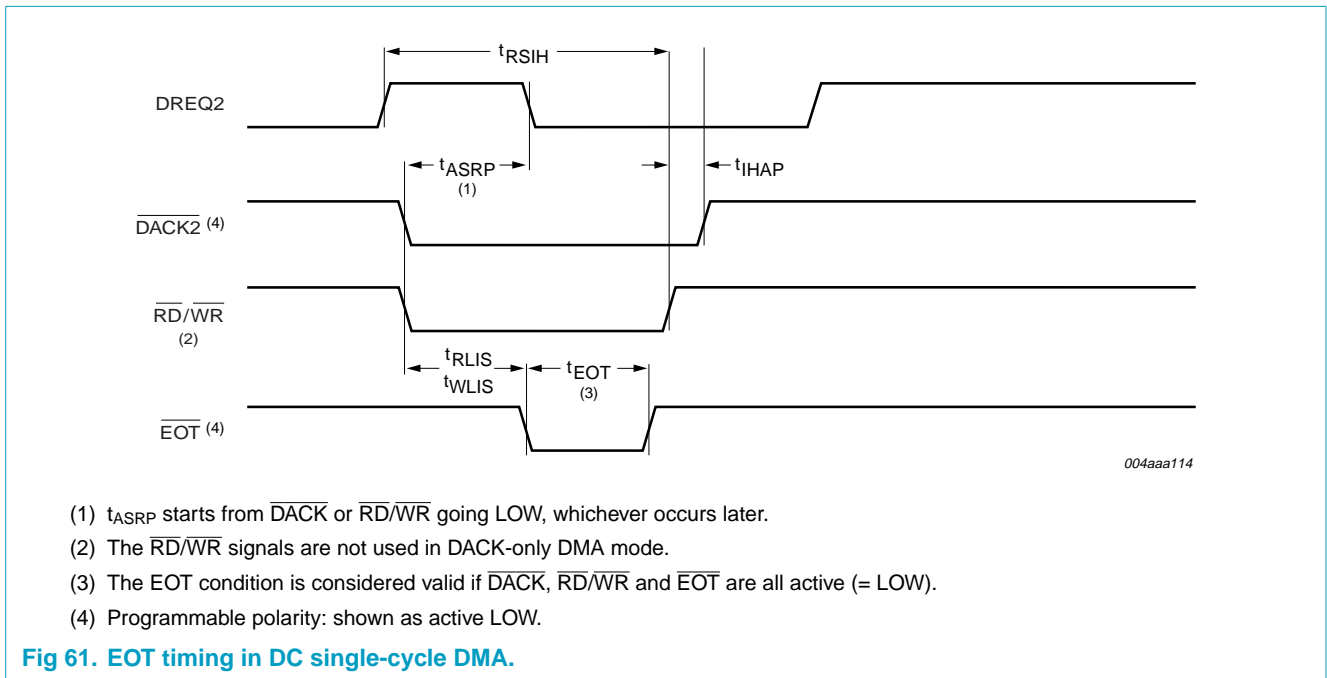 tRSIH
DREQ2
tASRP
(1)
tIHAP
DACK2 (4)
RD/WR
(2)
tRLIS
tWLIS
tEOT
(3)
EOT (4)
004aaa114
(1) tASRP starts from DACK or RD/WR going LOW, whichever occurs later.
(2) The RD/WR signals are not used in DACK-only DMA mode.
(3) The EOT condition is considered valid if DACK, RD/WR and EOT are all active (= LOW).
(4) Programmable polarity: shown as active LOW.
Fig 61. EOT timing in DC single-cycle DMA.